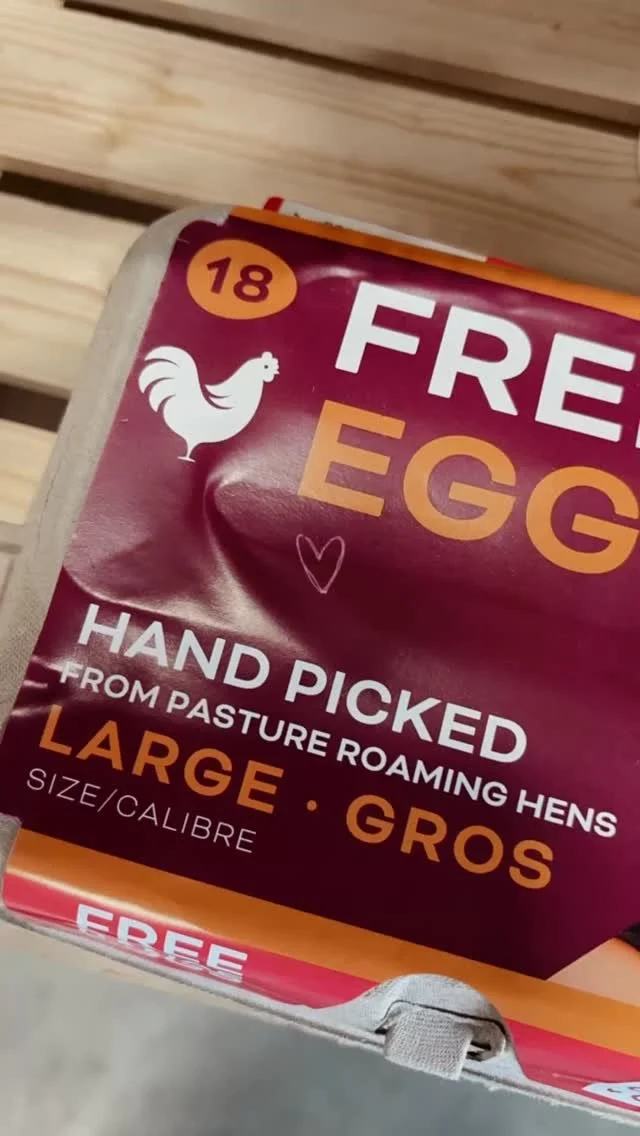 18
FRE
EGG
HAND PICKED
FROM PASTURE ROAMING HENS
LARGE · GROS
SIZE/CALIBRE
FREE